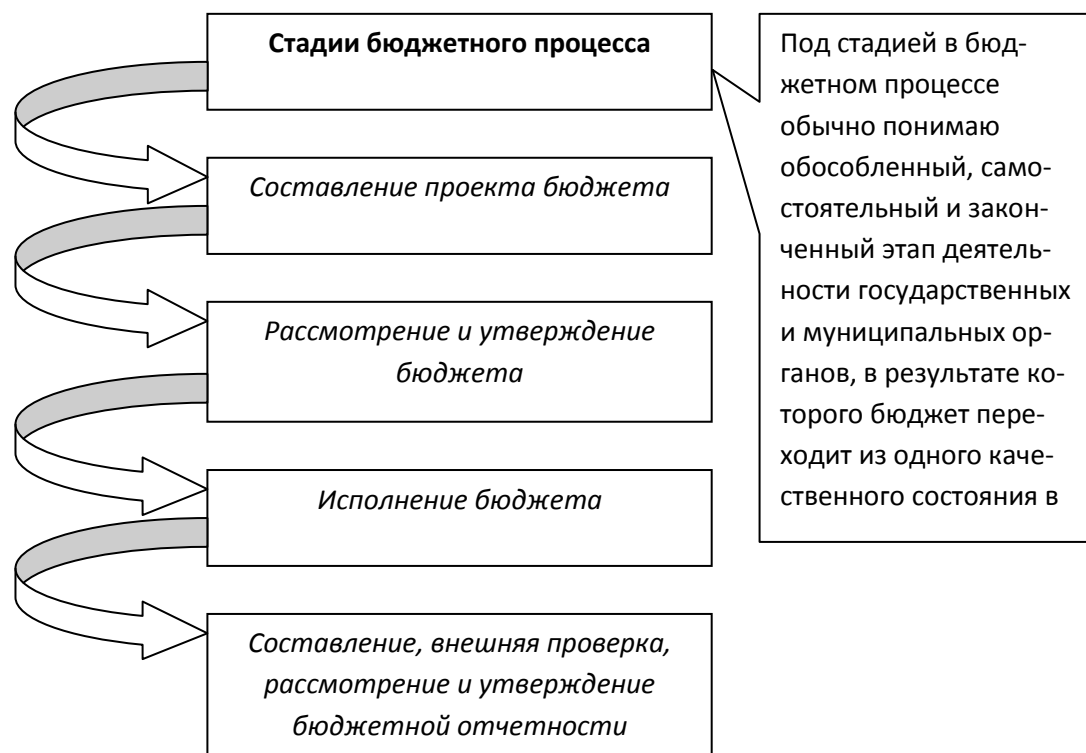 Стадии бюджетного процесса
Составление проекта бюджета
Рассмотрение и утверждение
бюджета
Исполнение бюджета
Составление, внешняя проверка,
рассмотрение и утверждение
бюджетной отчетности
Под стадией в бюд-
жетном процессе
обычно понимаю
обособленный, само-
стоятельный и закон-
ченный этап деятель-
ности государственных
и муниципальных ор-
ганов, в результате ко-
торого бюджет пере-
ходит из одного каче-
ственного состояния в